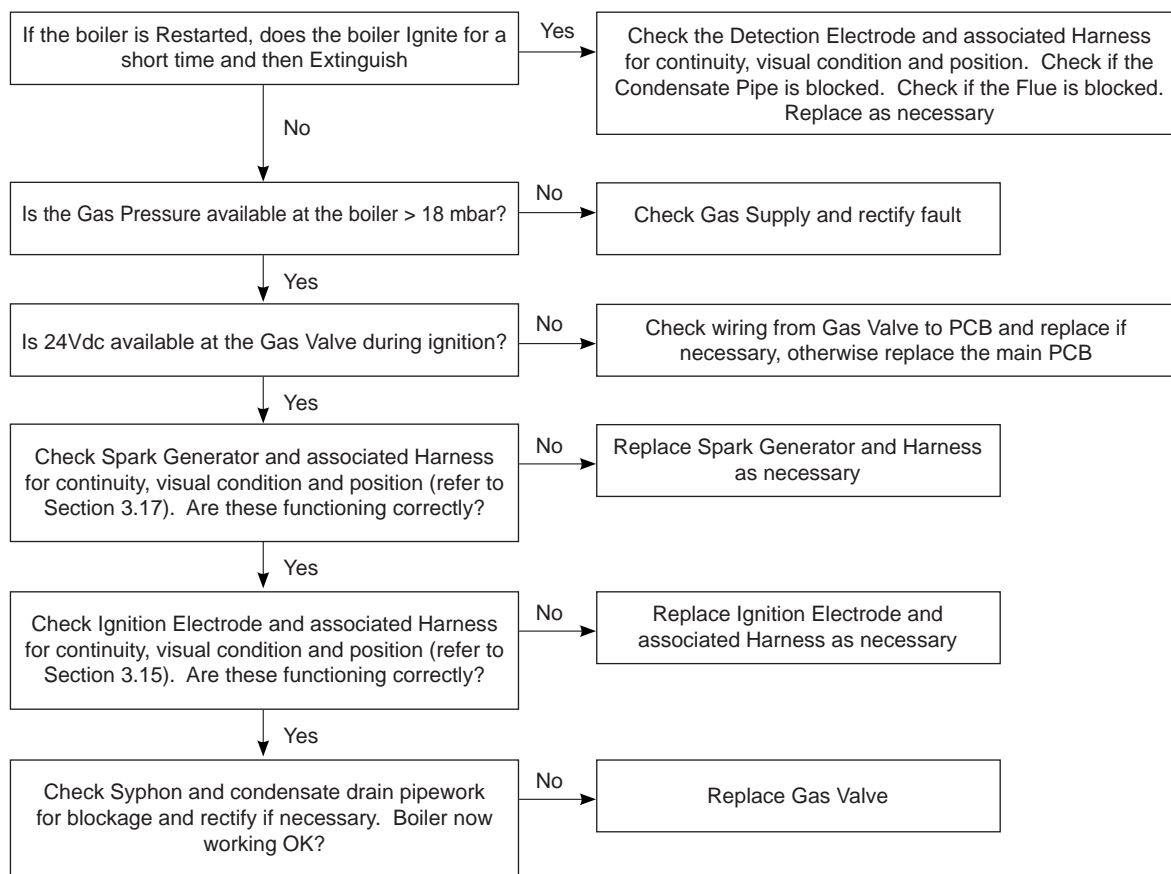 If the boiler is Restarted, does the boiler Ignite for a
short time and then Extinguish
Yes
Check the Detection Electrode and associated Harness
for continuity, visual condition and position.  Check if the
Condensate Pipe is blocked.  Check if the Flue is blocked.
Replace as necessary
No
Is the Gas Pressure available at the boiler > 18 mbar?
No
Check Gas Supply and rectify fault
Yes
Is 24Vdc available at the Gas Valve during ignition?
No
Check wiring from Gas Valve to PCB and replace if
necessary, otherwise replace the main PCB
Yes
Check Spark Generator and associated Harness
for continuity, visual condition and position (refer to
Section 3.17).  Are these functioning correctly?
No
Replace Spark Generator and Harness
as necessary
Yes
Check Ignition Electrode and associated Harness
for continuity, visual condition and position (refer to
Section 3.15).  Are these functioning correctly?
No
Replace Ignition Electrode and
associated Harness as necessary
Yes
Check Syphon and condensate drain pipework
for blockage and rectify if necessary.  Boiler now
working OK?
No
Replace Gas Valve